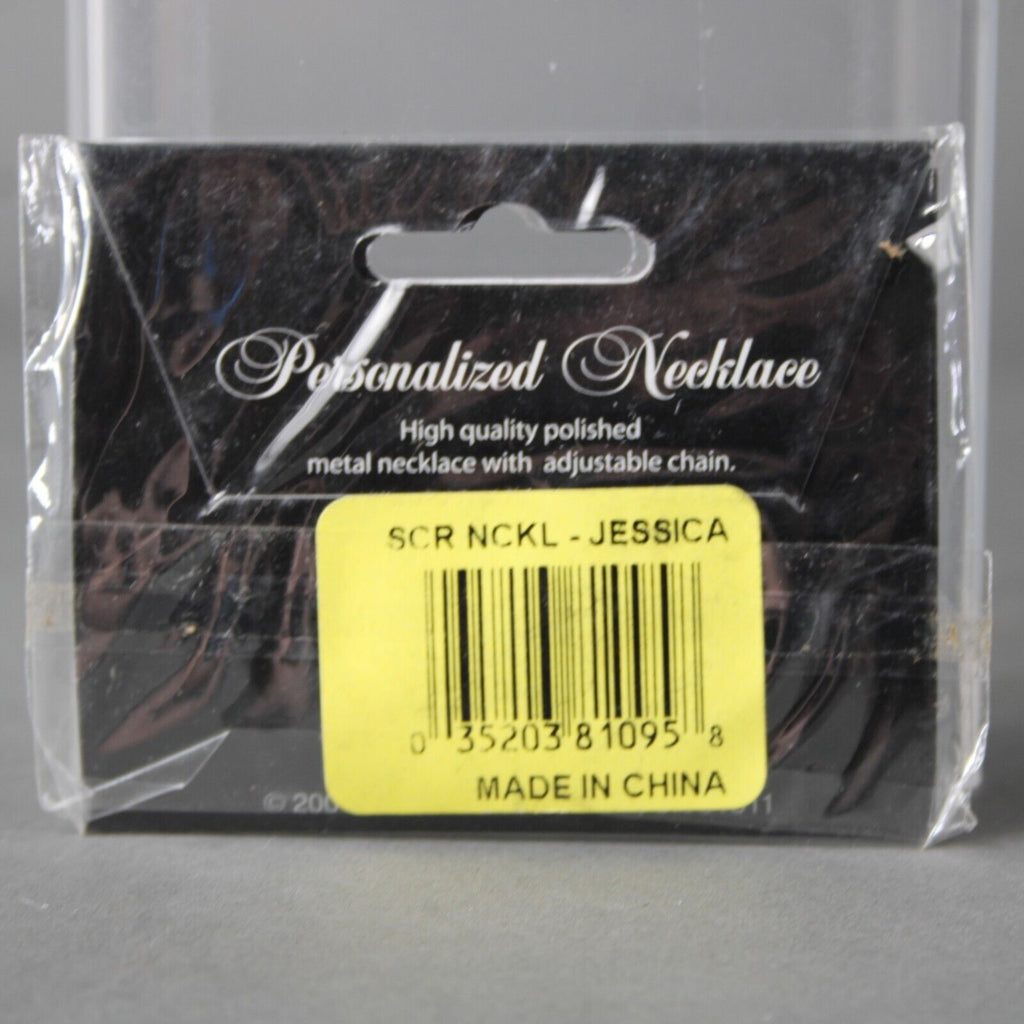 Personalized Necklace
High quality polished
metal necklace with adjustable chain.
SCR NCKL - JESSICA
0 35203 81095 8
MADE IN CHINA
©